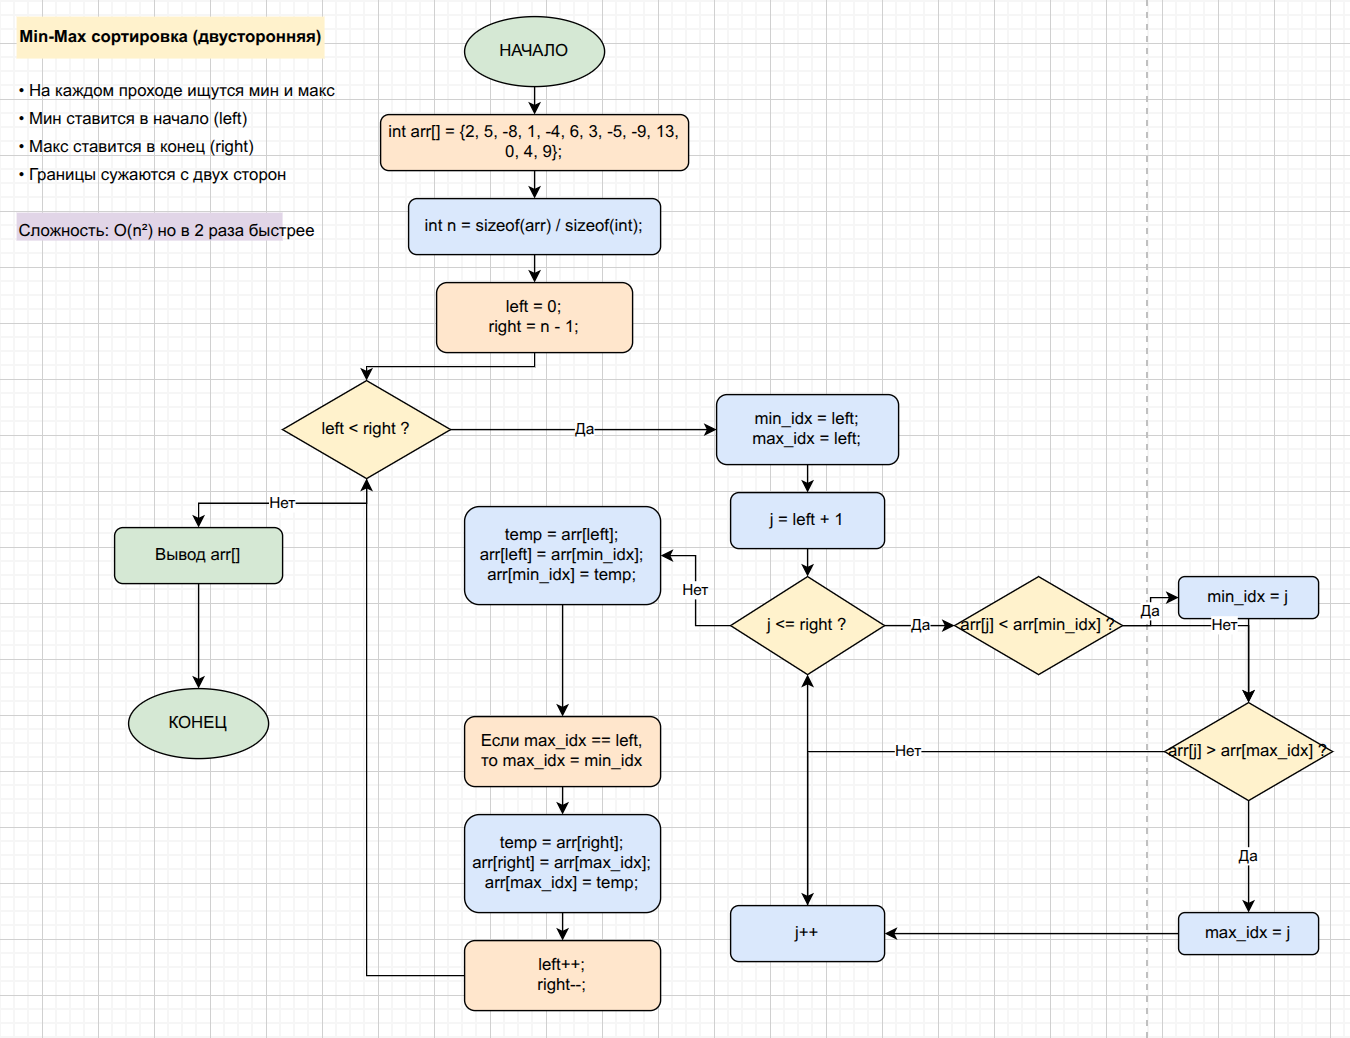 Min-Max сортировка (двусторонняя)
• На каждом проходе ищутся мин и макс
• Мин ставится в начало (left)
• Макс ставится в конец (right)
• Границы сужаются с двух сторон
Сложность: O(n²) но в 2 раза быстрее
НАЧАЛО
int arr[] = {2, 5, -8, 1, -4, 6, 3, -5, -9, 13,
0, 4, 9};
int n = sizeof(arr) / sizeof(int);
left = 0;
right = n - 1;
left < right ?
Да
min_idx = left;
max_idx = left;
Нет
Вывод arr[]
КОНЕЦ
j = left + 1
j <= right ?
Нет
temp = arr[left];
arr[left] = arr[min_idx];
arr[min_idx] = temp;
Да
arr[j] < arr[min_idx] ?
Да
min_idx = j
Нет
arr[j] > arr[max_idx] ?
Нет
Да
max_idx = j
j++
Если max_idx == left,
то max_idx = min_idx
temp = arr[right];
arr[right] = arr[max_idx];
arr[max_idx] = temp;
left++;
right--;